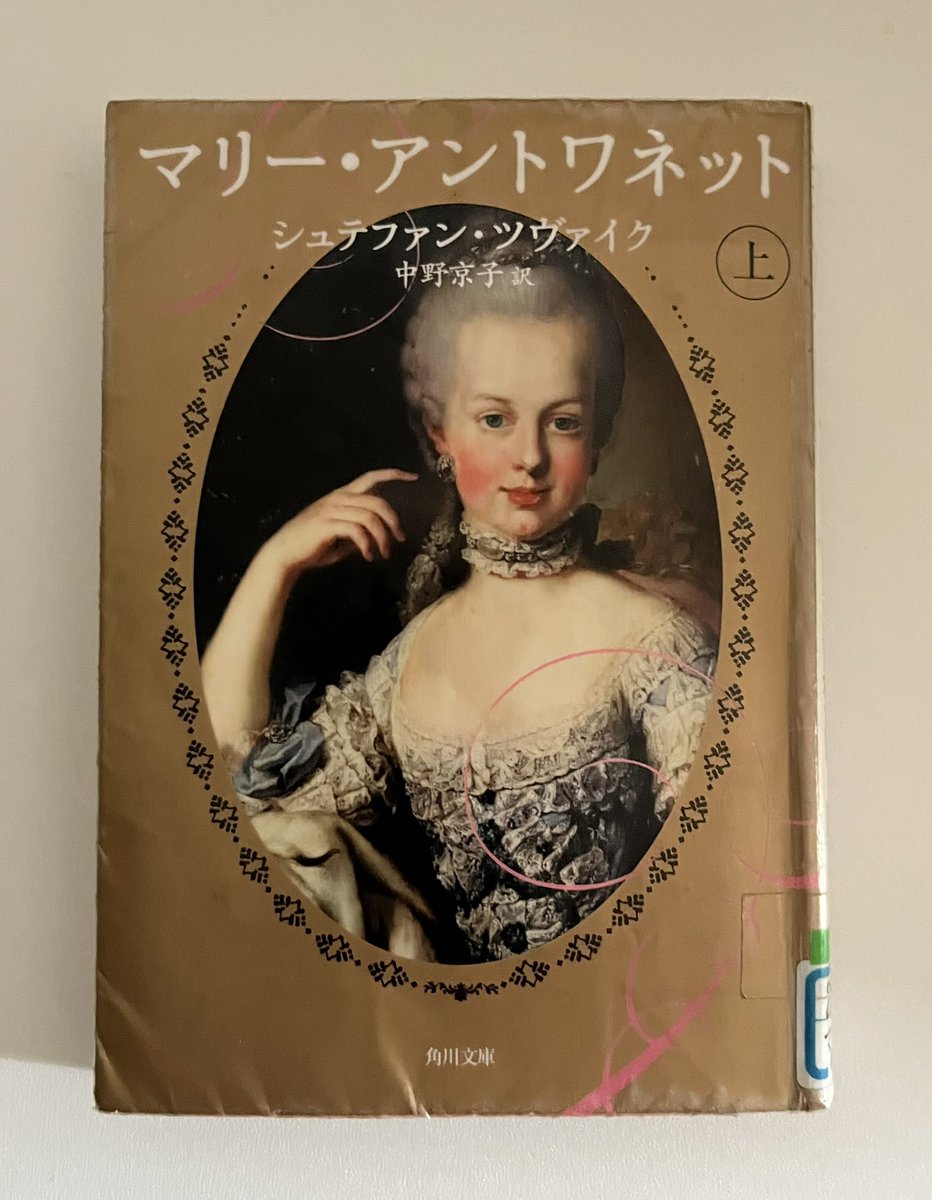 マリー・アントワネット
シュテファン・ツヴァイク
中野京子 訳
上
角川文庫